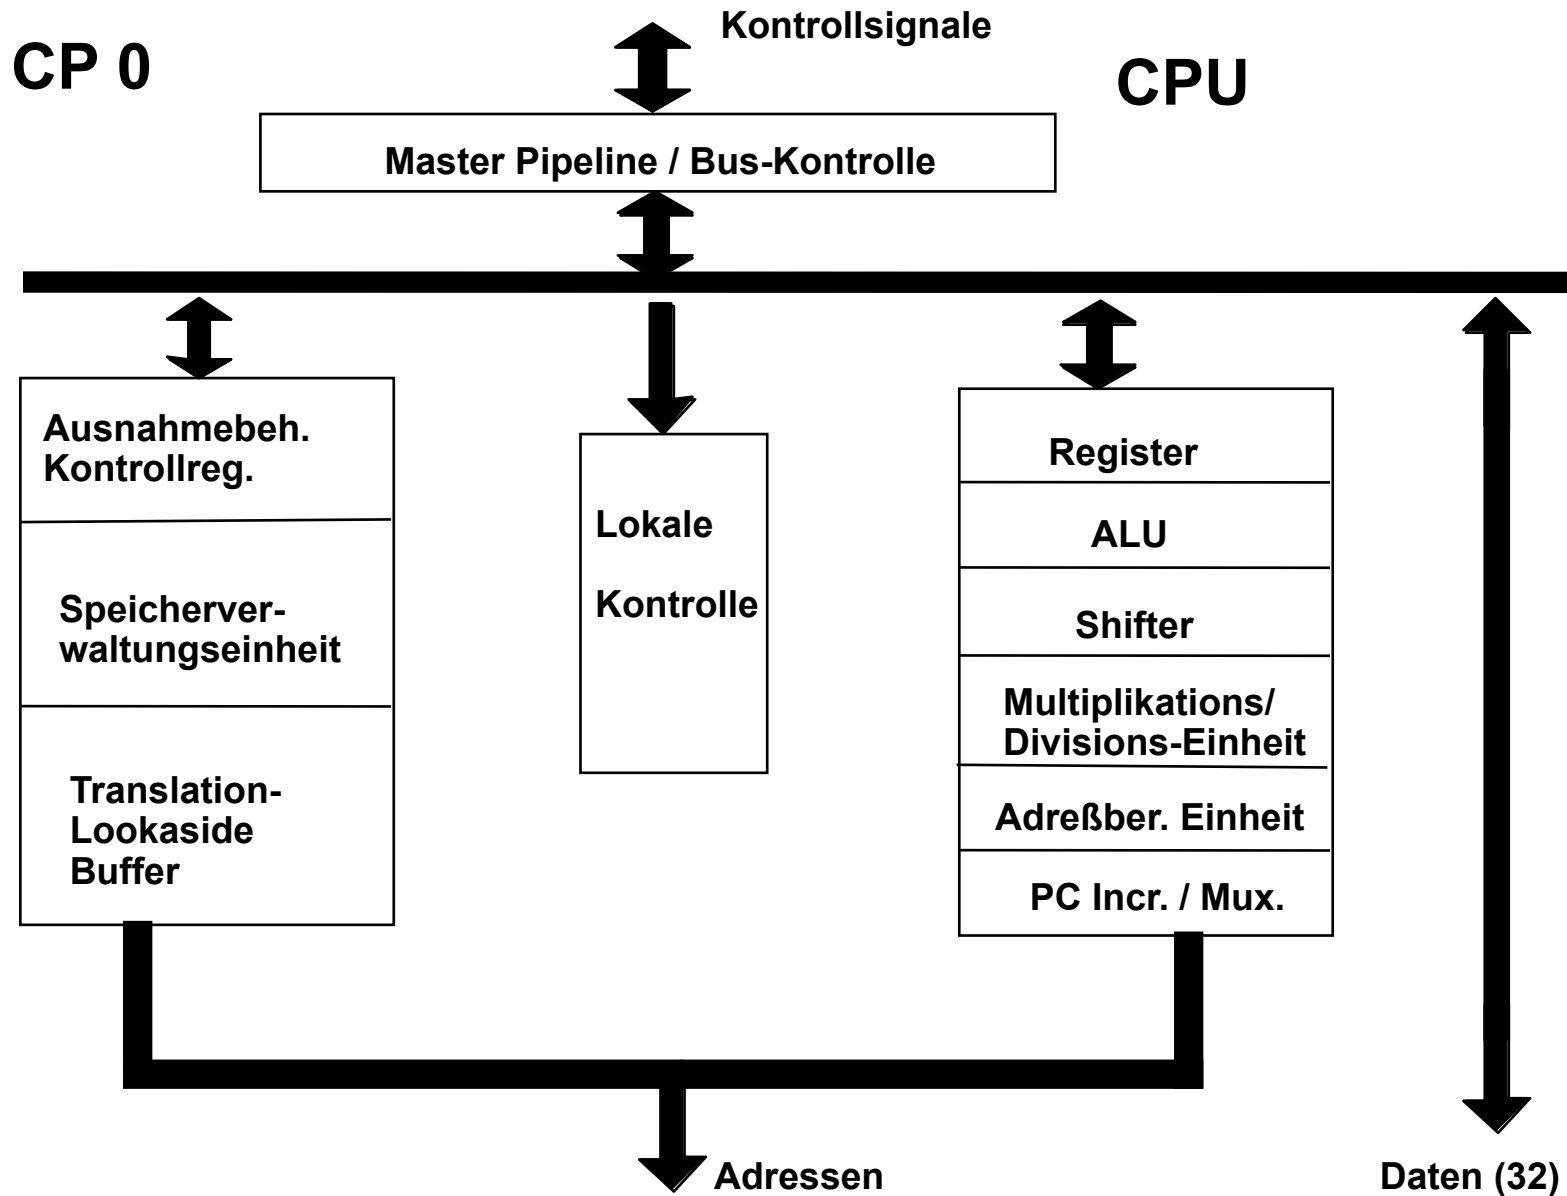 Kontrollsignale
CP 0
CPU
Master Pipeline / Bus-Kontrolle
Ausnahmebeh.
Kontrollreg.
Speicherver-
waltungseinheit
Translation-
Lookaside
Buffer
Lokale
Kontrolle
Register
ALU
Shifter
Multiplikations/
Divisions-Einheit
Adreßber. Einheit
PC Incr. / Mux.
Adressen
Daten (32)